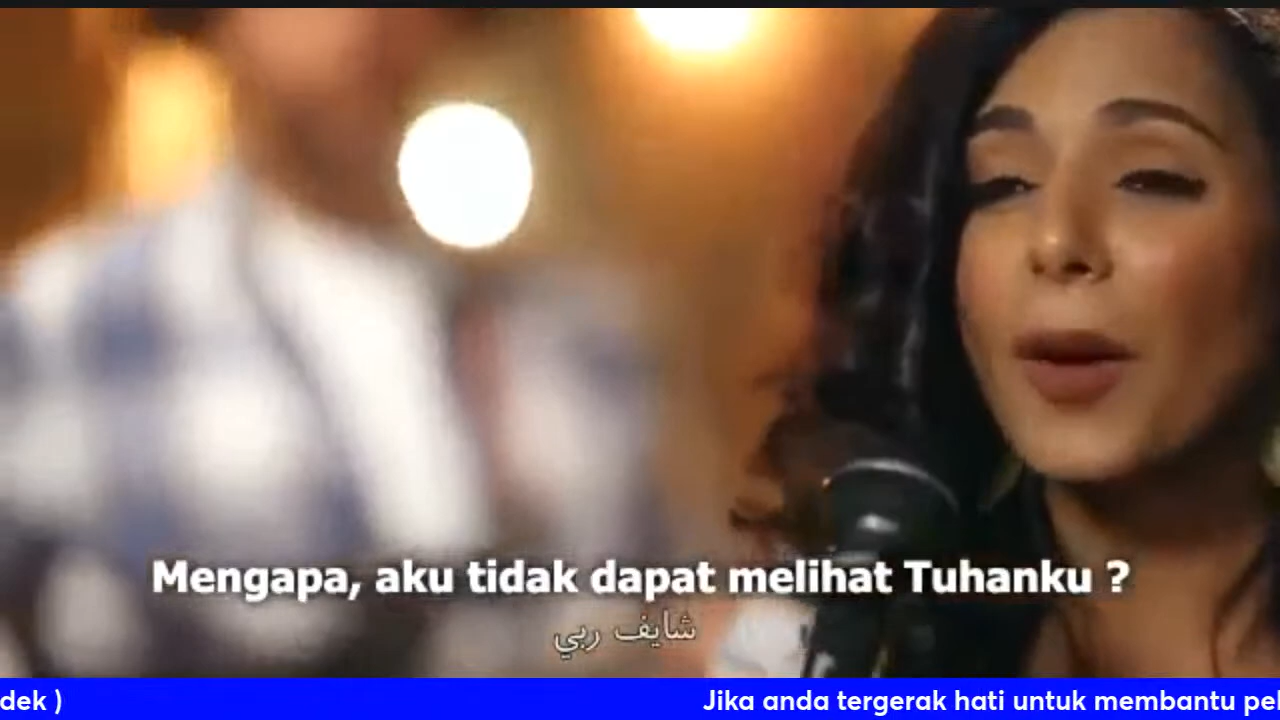 Mengapa, aku tidak dapat melihat Tuhanku ?
شايف ربي
dek ) Jika anda tergerak hati untuk membantu pel